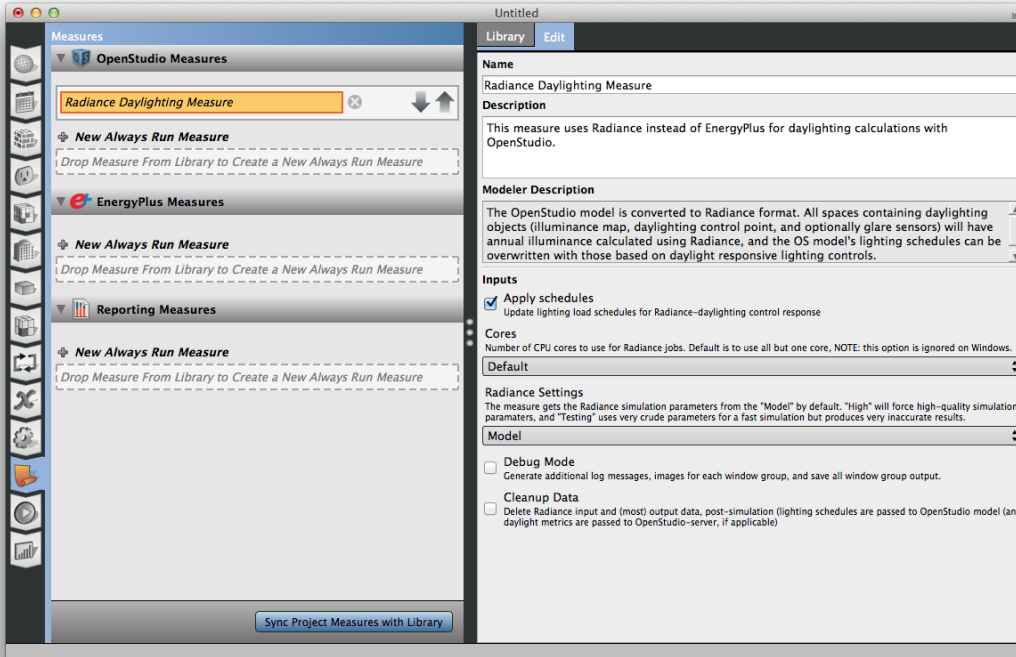 Untitled
Measures
OpenStudio Measures
Radiance Daylighting Measure
New Always Run Measure
Drop Measure From Library to Create a New Always Run Measure
EnergyPlus Measures
New Always Run Measure
Drop Measure From Library to Create a New Always Run Measure
Reporting Measures
New Always Run Measure
Drop Measure From Library to Create a New Always Run Measure
Sync Project Measures with Library
Library
Edit
Name
Radiance Daylighting Measure
Description
This measure uses Radiance instead of EnergyPlus for daylighting calculations with
OpenStudio.
Modeler Description
The OpenStudio model is converted to Radiance format. All spaces containing daylighting
objects (illuminance map, daylighting control point, and optionally glare sensors) will have
annual illuminance calculated using Radiance, and the OS model's lighting schedules can be
overwritten with those based on daylight responsive lighting controls.
Inputs
Apply schedules
Update lighting load schedules for Radiance-daylighting control response
Cores
Number of CPU cores to use for Radiance jobs. Default is to use all but one core, NOTE: this option is ignored on Windows.
Default
Radiance Settings
The measure gets the Radiance simulation parameters from the "Model" by default. "High" will force high-quality simulation
paramaters, and "Testing" uses very crude parameters for a fast simulation but produces very inaccurate results.
Model
Debug Mode
Generate additional log messages, images for each window group, and save all window group output.
Cleanup Data
Delete Radiance input and (most) output data, post-simulation (lighting schedules are passed to OpenStudio model (an
daylight metrics are passed to OpenStudio-server, if applicable)